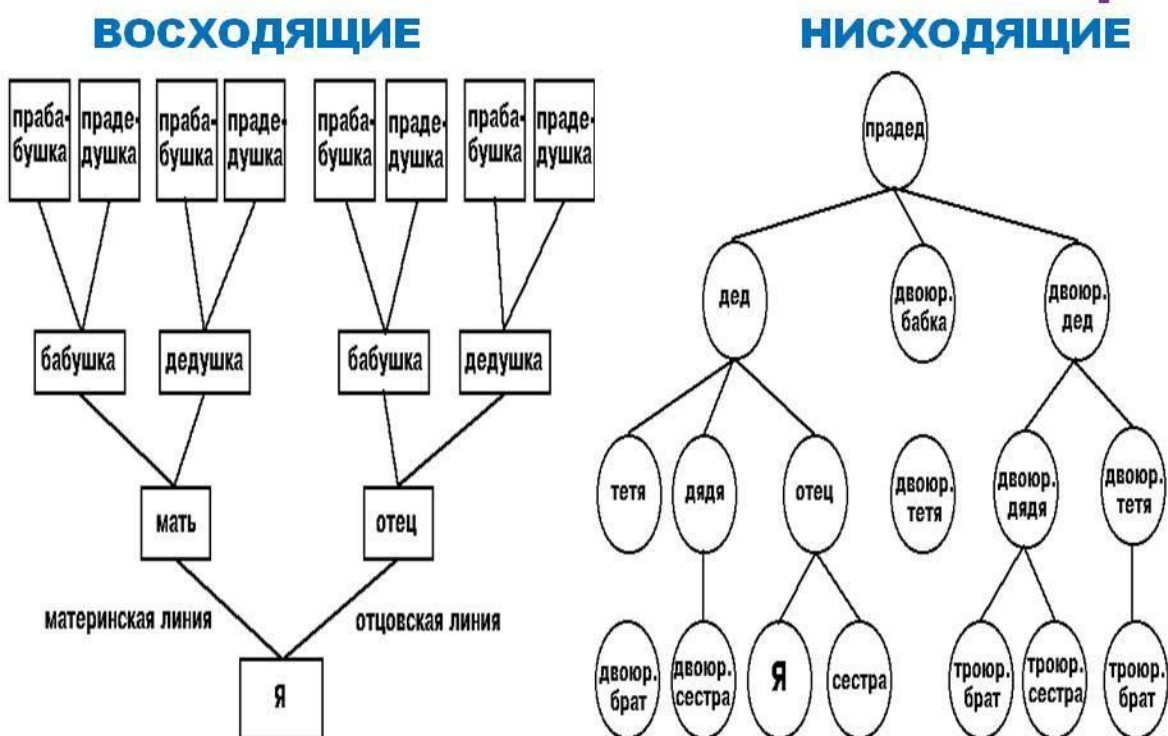 ВОСХОДЯЩИЕ
праба-
бушка
праде-
душка
праба-
бушка
праде-
душка
праба-
бушка
праде-
душка
праба-
бушка
праде-
душка
бабушка
дедушка
бабушка
дедушка
мать
отец
материнская линия
отцовская линия
Я
НИСХОДЯЩИЕ
прадед
дед
двоюр.
бабка
двоюр.
дед
тетя
дядя
отец
двоюр.
тетя
двоюр.
дядя
двоюр.
тетя
двоюр.
брат
двоюр.
сестра
Я
сестра
троюр.
брат
троюр.
сестра
троюр.
брат